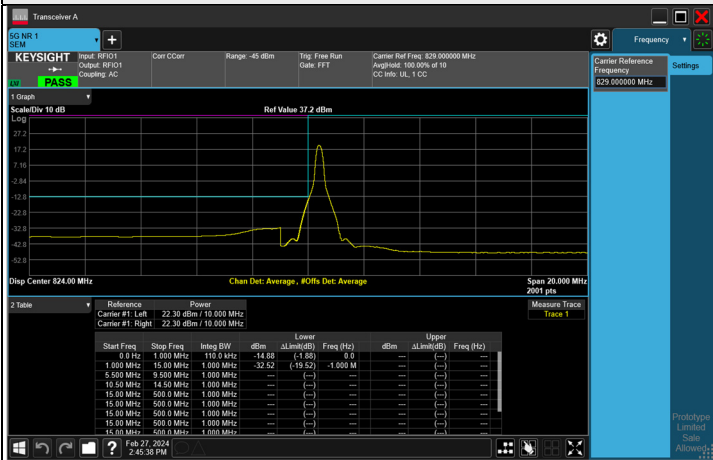 Transceiver A
5G NR 1
SEM
Frequency
KEYSIGHT
LXI
PASS
Input: RFIO1
Output: RFIO1
Coupling: AC
Corr CCorr
Range: -45 dBm
Trig: Free Run
Gate: FFT
Carrier Ref Freq: 829.000000 MHz
Avg|Hold: 100.00% of 10
CC Info: UL, 1 CC
Carrier Reference
Frequency
829.000000 MHz
Settings
1 Graph
Scale/Div 10 dB
Ref Value 37.2 dBm
Log
27.2
17.2
7.16
-2.84
-12.8
-22.8
-32.8
-42.8
-52.8
Disp Center 824.00 MHz
Chan Det: Average, #Offs Det: Average
Span 20.000 MHz
2001 pts
2 Table
Reference Power
Carrier #1: Left 22.30 dBm / 10.000 MHz
Carrier #1: Right 22.30 dBm / 10.000 MHz
Measure Trace
Trace 1
Lower Upper
Start Freq Stop Freq Integ BW dBm ΔLimit(dB) Freq (Hz) dBm ΔLimit(dB) Freq (Hz)
0.0 Hz 1.000 MHz 110.0 kHz -14.88 (-1.88) 0.0 --- (---) ---
1.000 MHz 15.00 MHz 1.000 MHz -32.52 (-19.52) -1.000 M --- (---) ---
5.500 MHz 9.500 MHz 1.000 MHz --- (---) --- --- (---) ---
10.50 MHz 14.50 MHz 1.000 MHz --- (---) --- --- (---) ---
15.00 MHz 500.0 MHz 1.000 MHz --- (---) --- --- (---) ---
15.00 MHz 500.0 MHz 1.000 MHz --- (---) --- --- (---) ---
15.00 MHz 500.0 MHz 1.000 MHz --- (---) --- --- (---) ---
15.00 MHz 500.0 MHz 1.000 MHz --- (---) --- --- (---) ---
Feb 27, 2024
2:45:38 PM
Prototype
Limited
Sale
Allowed